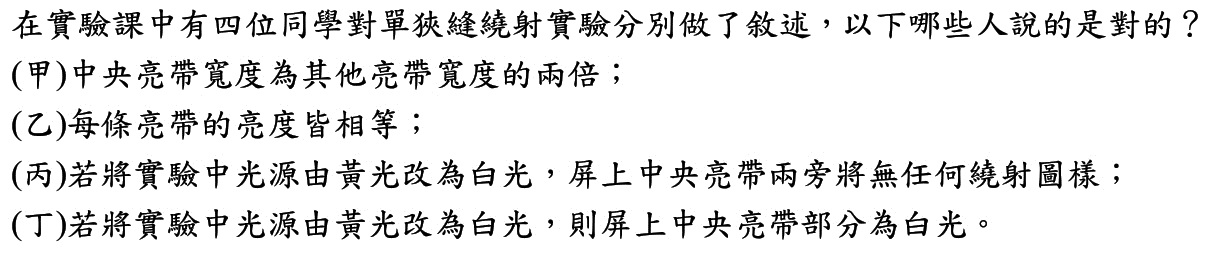 在實驗課中有四位同學對單狹縫繞射實驗分別做了敘述，以下哪些人說的是對的？
(甲)中央亮帶寬度為其他亮帶寬度的兩倍；
(乙)每條亮帶的亮度皆相等；
(丙)若將實驗中光源由黃光改為白光，屏上中央亮帶兩旁將無任何繞射圖樣；
(丁)若將實驗中光源由黃光改為白光，則屏上中央亮帶部分為白光。